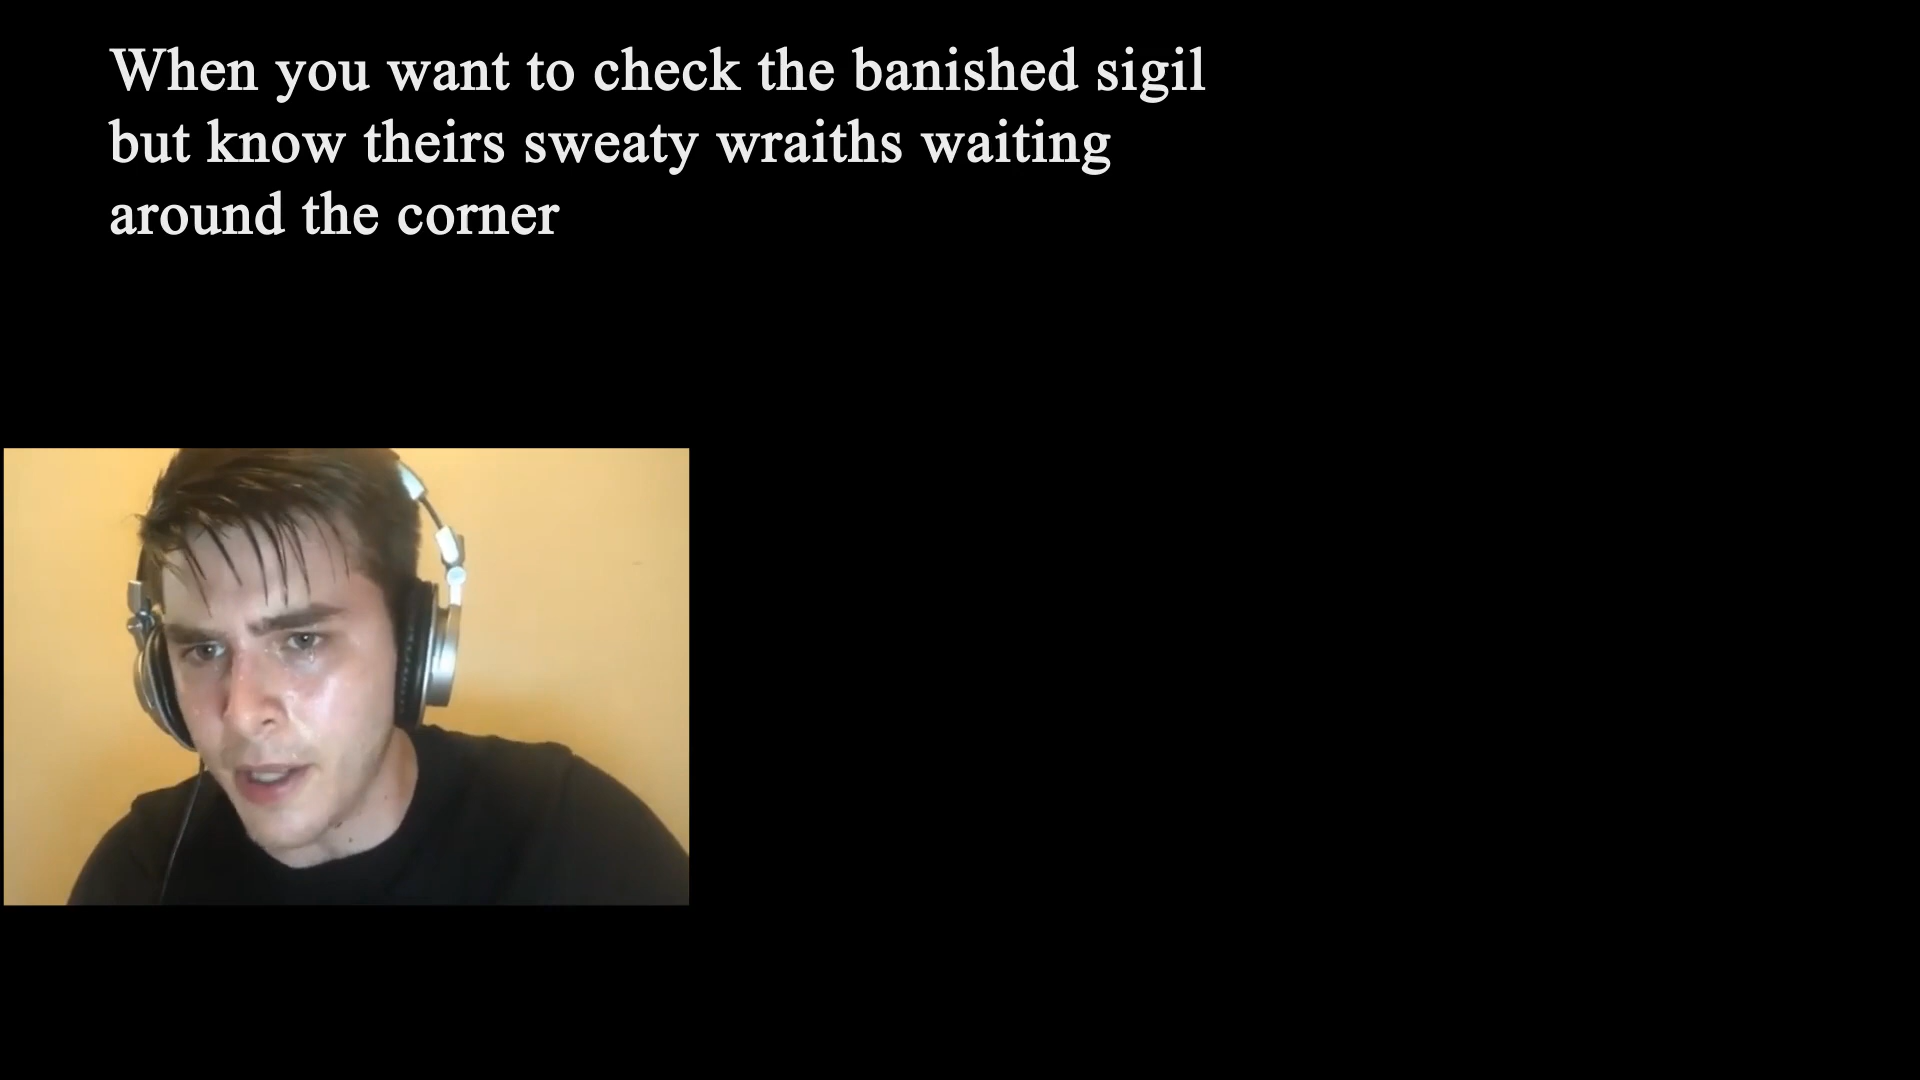 When you want to check the banished sigil
but know theirs sweaty wraiths waiting
around the corner